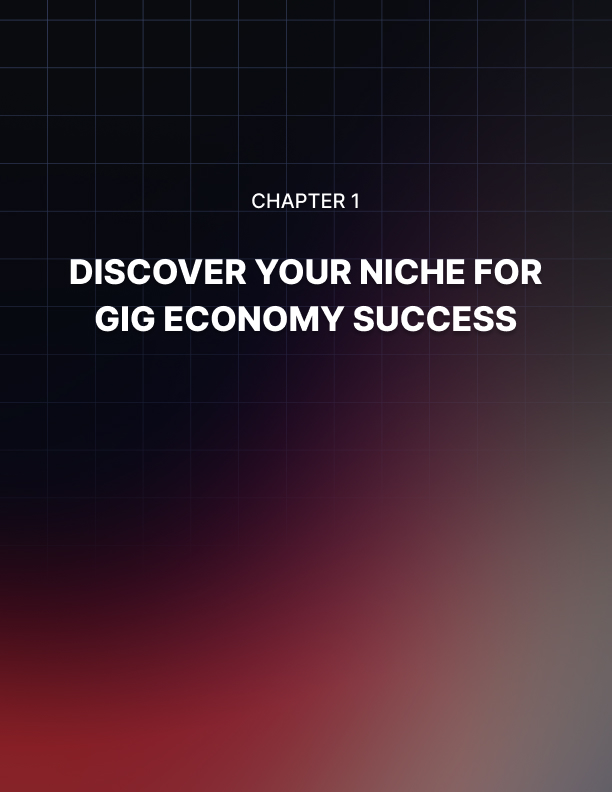 CHAPTER 1
DISCOVER YOUR NICHE FOR
GIG ECONOMY SUCCESS